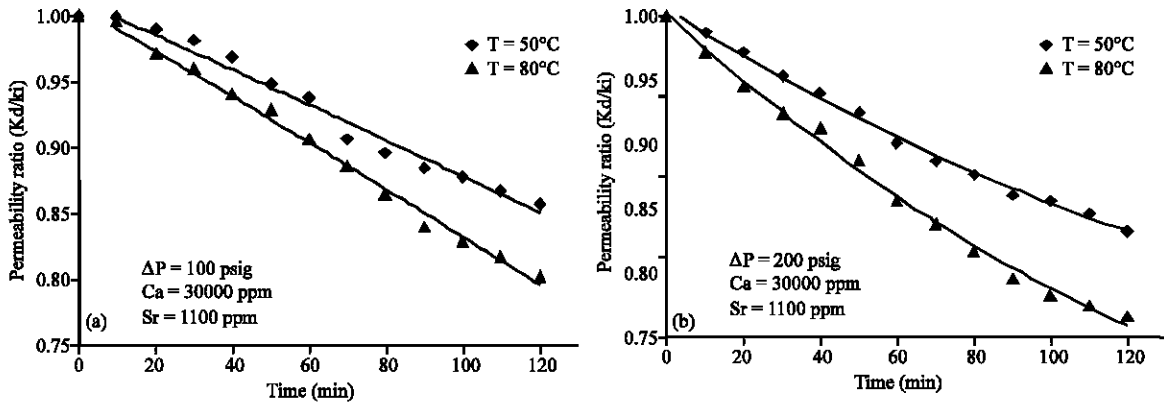 1.00
0.95
0.90
0.85
0.80
0.75
Permeability ratio (Kd/ki)
T = 50°C
T = 80°C
ΔP = 100 psig
Ca = 30000 ppm
Sr = 1100 ppm
(a)
0 20 40 60 80 100 120
Time (min)
1.00
0.95
0.90
0.85
0.80
0.75
Permeability ratio (Kd/ki)
T = 50°C
T = 80°C
ΔP = 200 psig
Ca = 30000 ppm
Sr = 1100 ppm
(b)
0 20 40 60 80 100 120
Time (min)